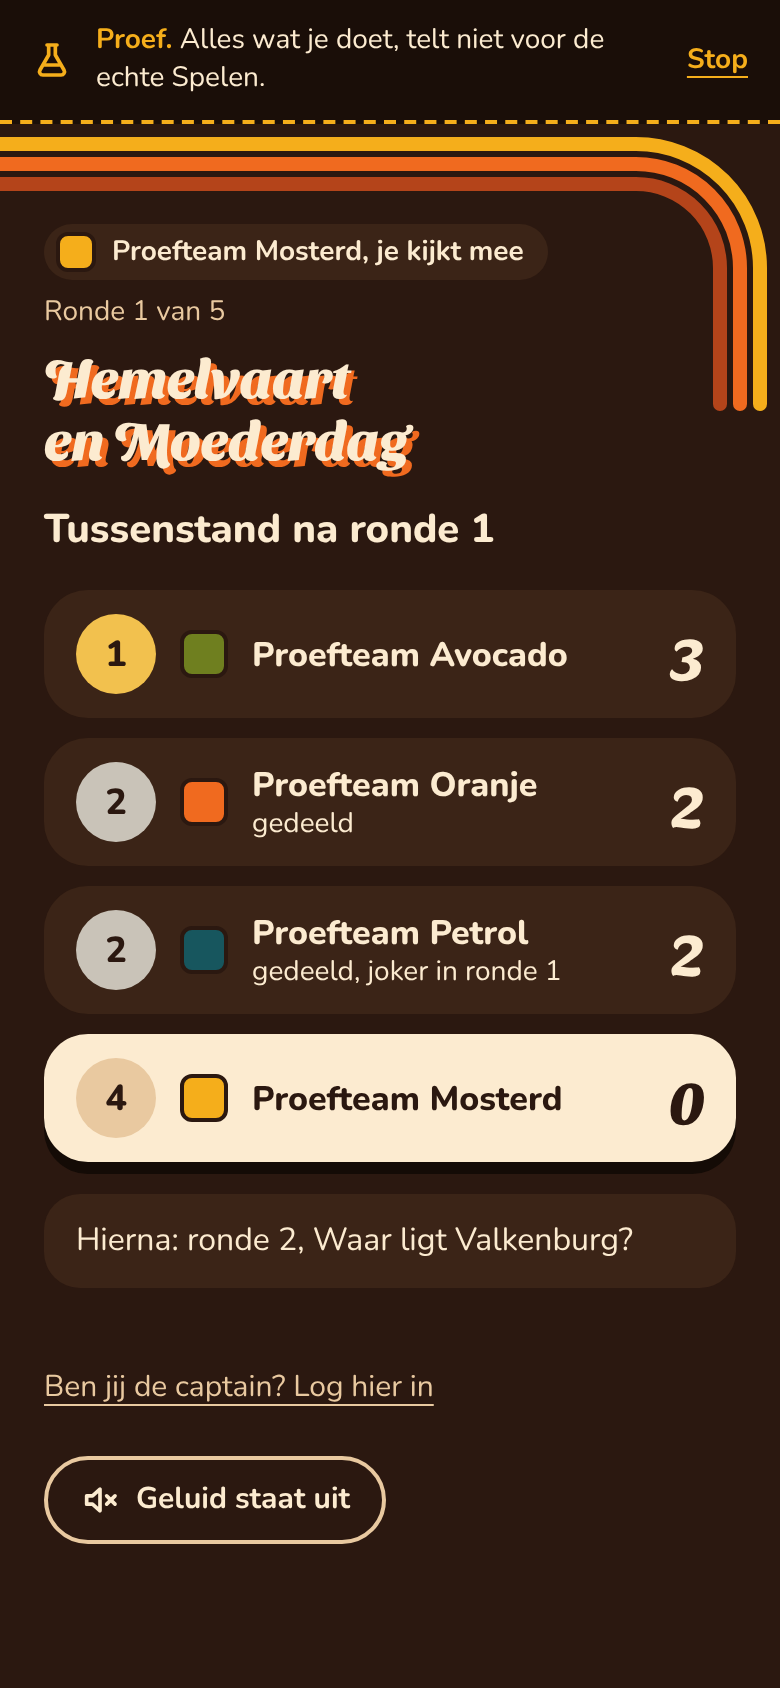 Proef. Alles wat je doet, telt niet voor de
echte Spelen.
Stop
Proefteam Mosterd, je kijkt mee
Ronde 1 van 5
Hemelvaart
en Moederdag
Tussenstand na ronde 1
1 Proefteam Avocado 3
2 Proefteam Oranje 2
gedeeld
2 Proefteam Petrol 2
gedeeld, joker in ronde 1
4 Proefteam Mosterd 0
Hierna: ronde 2, Waar ligt Valkenburg?
Ben jij de captain? Log hier in
Geluid staat uit